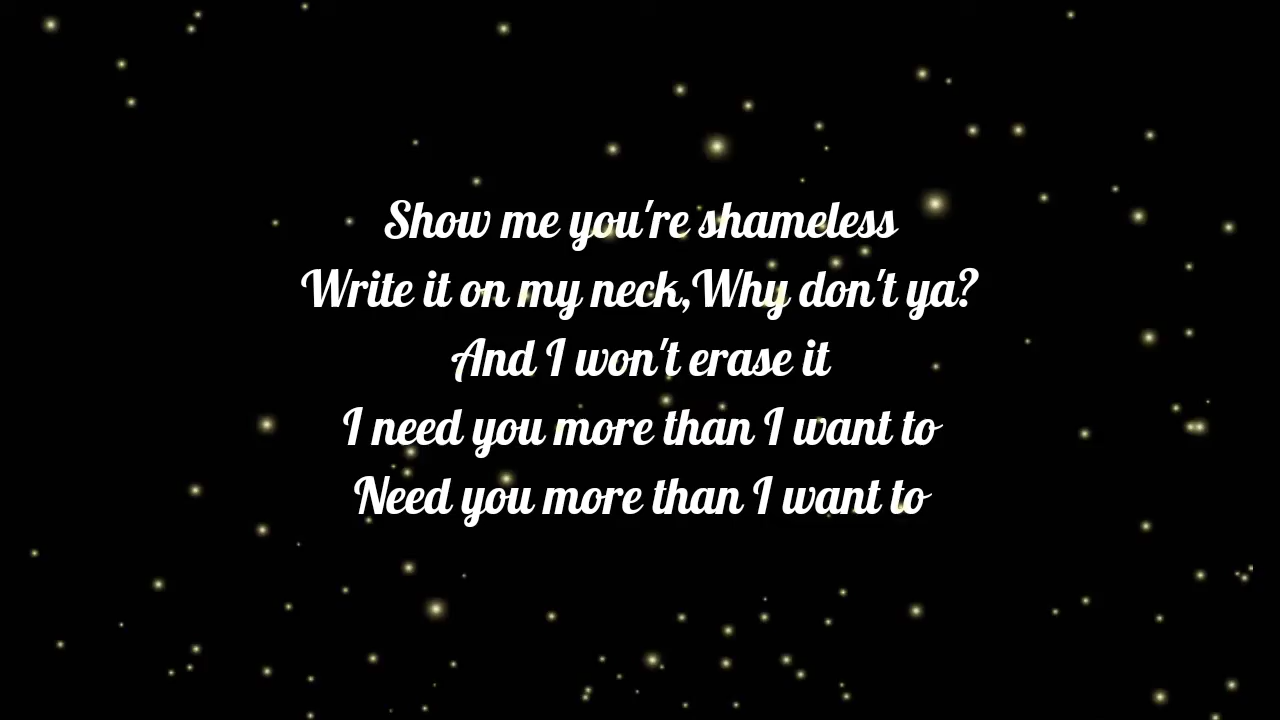 Show me you're shameless
Write it on my neck,Why don't ya?
And I won't erase it
I need you more than I want to
Need you more than I want to